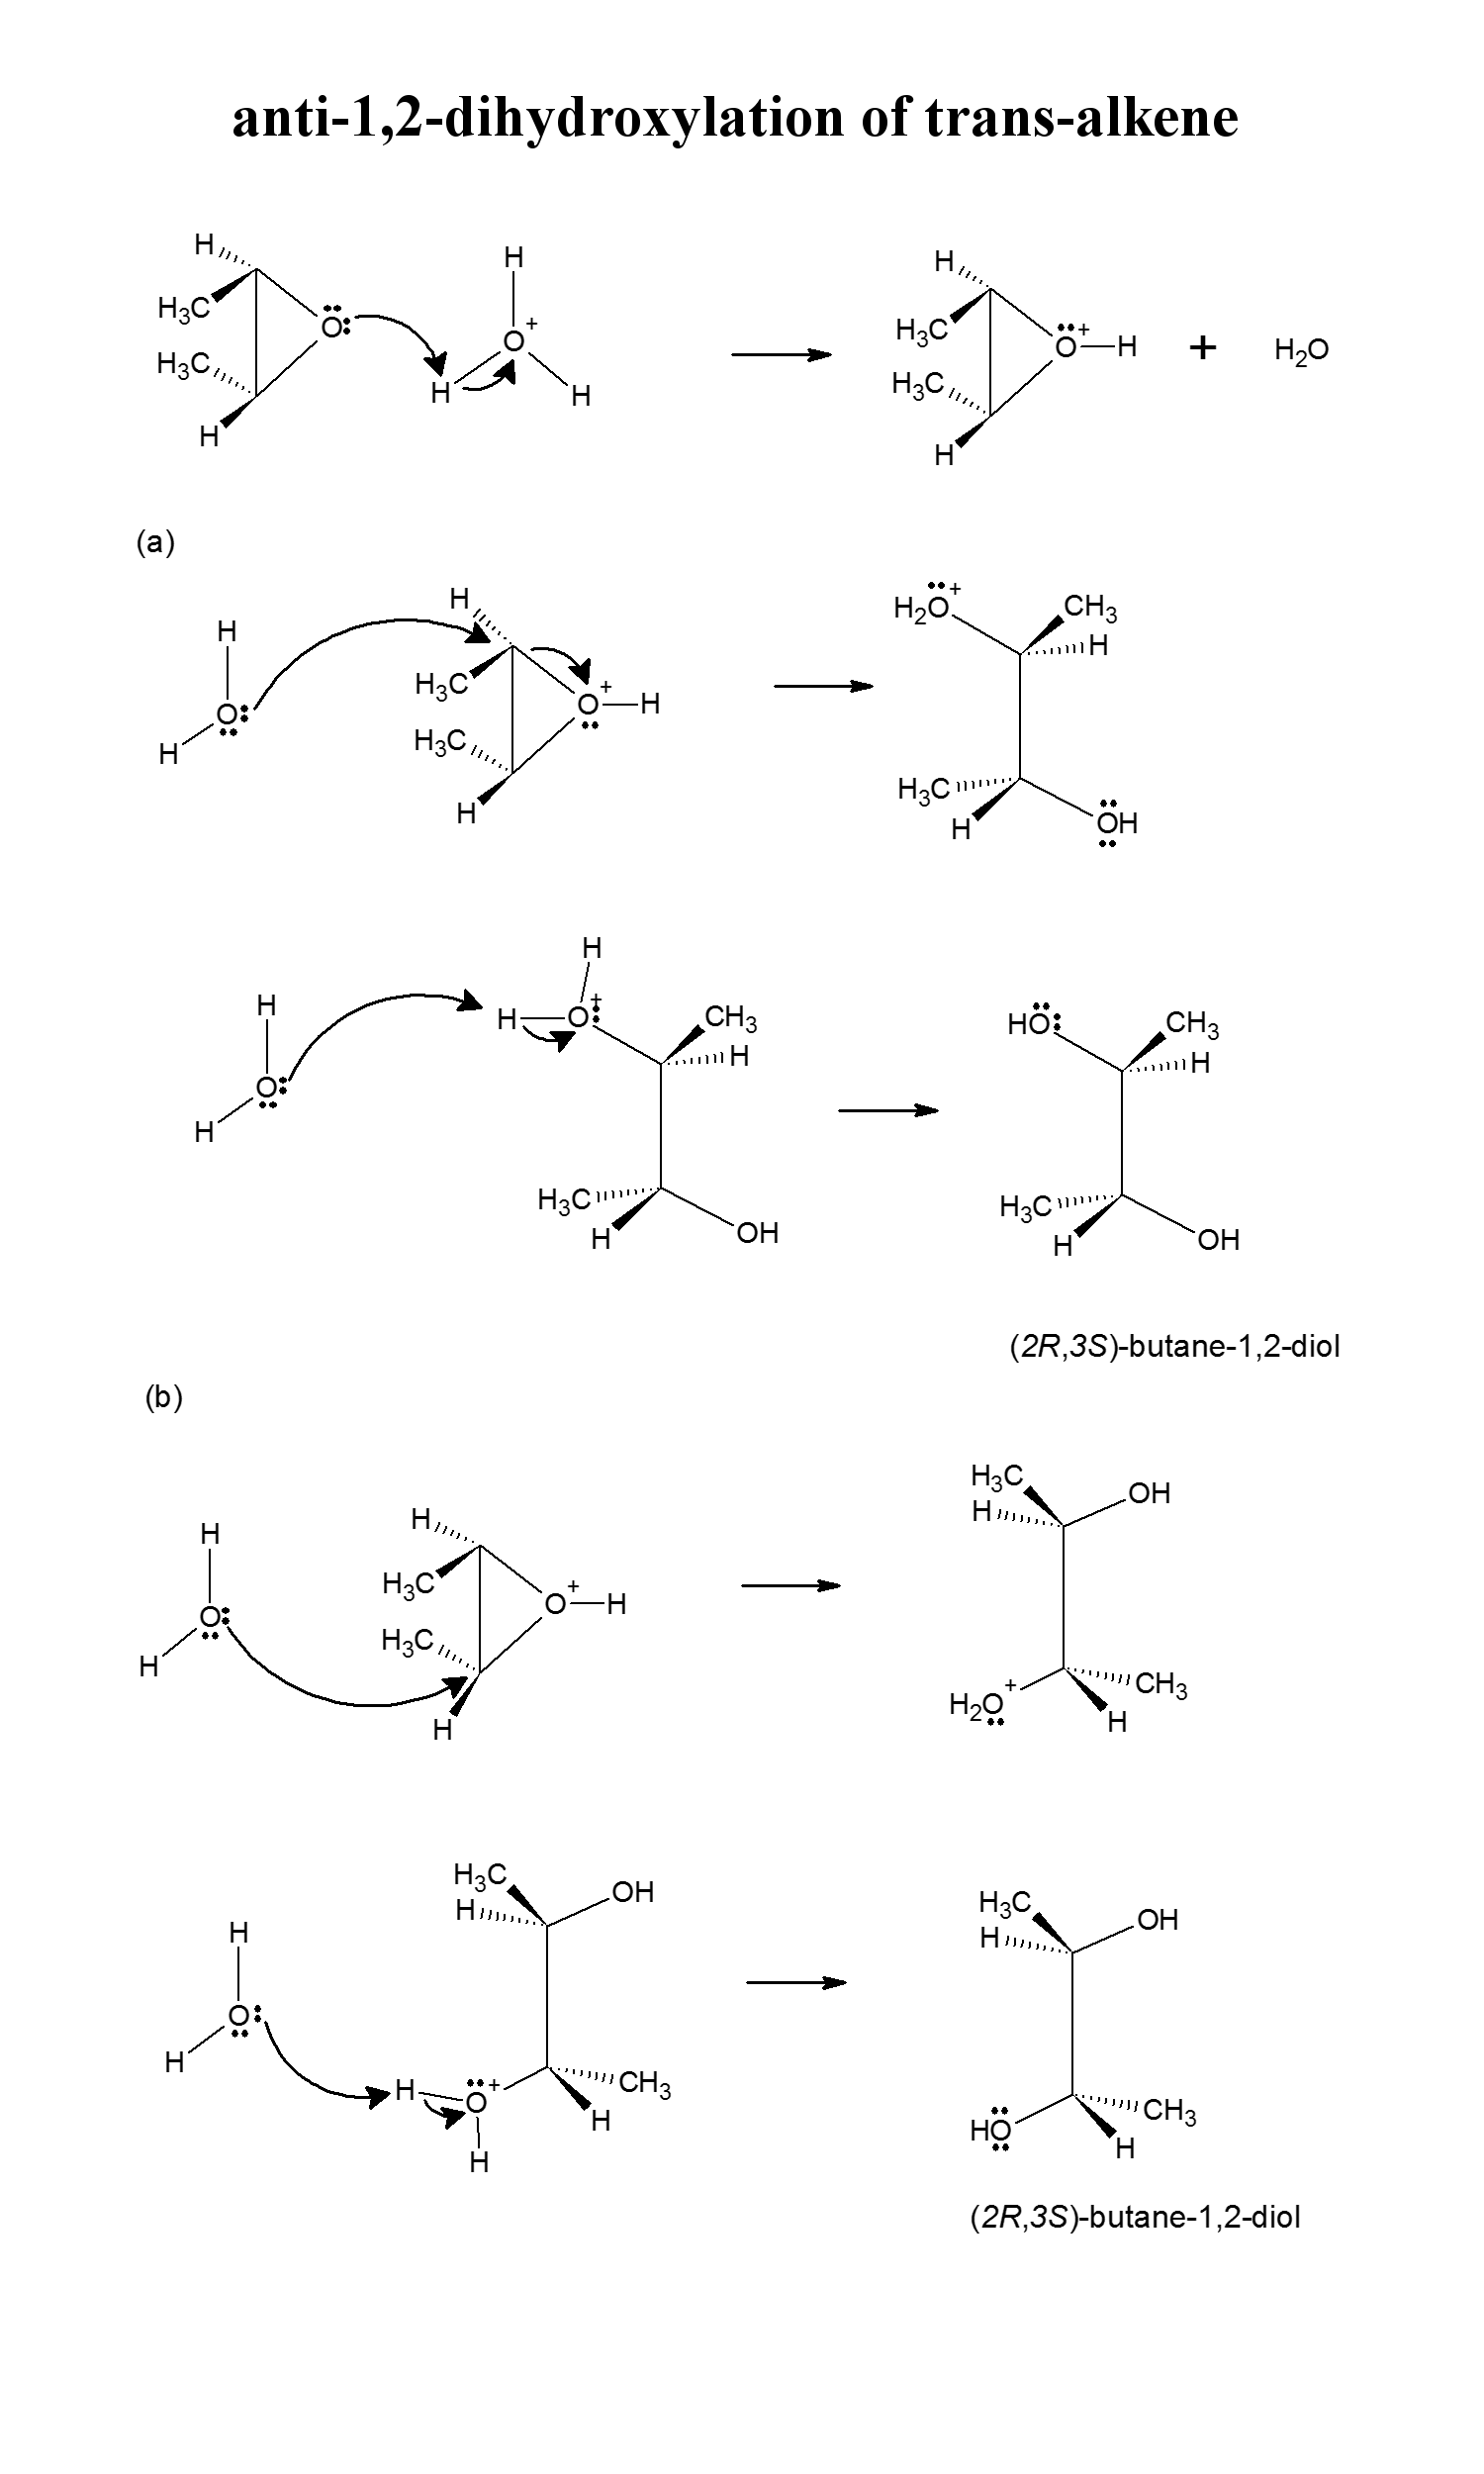 anti-1,2-dihydroxylation of trans-alkene
H
H
H₃C
O
+
O
H₃C
H
H
H
H
H₃C
+
O
H
+
H₂O
H₃C
H
(a)
H
H
H₃C
O
+
O
H
H
H₃C
H
H₂O
+
CH₃
H
H₃C
H
OH
H
H
H
O
+
CH₃
H
O
H
H₃C
H
OH
HO
CH₃
H
H₃C
H
OH
(2R,3S)-butane-1,2-diol
(b)
H
H
H₃C
O
+
O
H
H
H₃C
H
H₃C
OH
H
H₂O
+
CH₃
H
H₃C
OH
H
H
O
H
H
O
+
CH₃
H
H
H₃C
OH
H
HO
CH₃
H
(2R,3S)-butane-1,2-diol